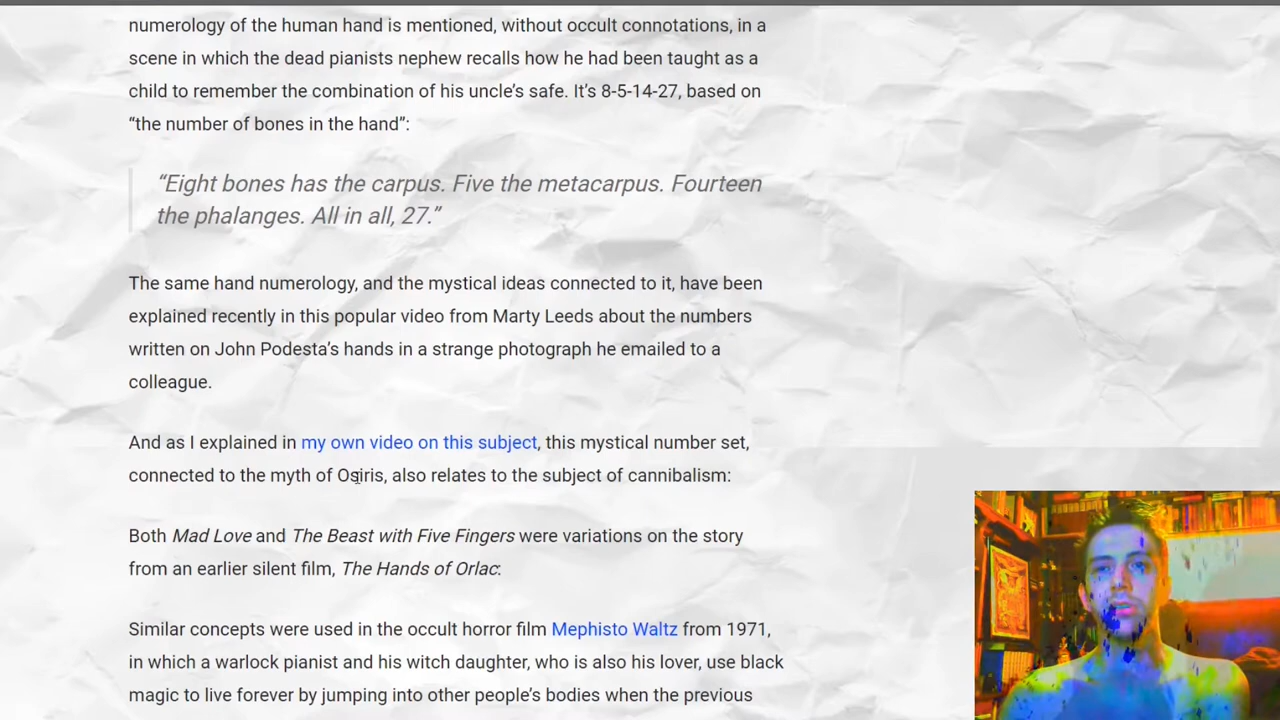 numerology of the human hand is mentioned, without occult connotations, in a
scene in which the dead pianists nephew recalls how he had been taught as a
child to remember the combination of his uncle’s safe. It’s 8-5-14-27, based on
“the number of bones in the hand”:
“Eight bones has the carpus. Five the metacarpus. Fourteen
the phalanges. All in all, 27.”
The same hand numerology, and the mystical ideas connected to it, have been
explained recently in this popular video from Marty Leeds about the numbers
written on John Podesta’s hands in a strange photograph he emailed to a
colleague.
And as I explained in my own video on this subject, this mystical number set,
connected to the myth of Osiris, also relates to the subject of cannibalism:
Both Mad Love and The Beast with Five Fingers were variations on the story
from an earlier silent film, The Hands of Orlac:
Similar concepts were used in the occult horror film Mephisto Waltz from 1971,
in which a warlock pianist and his witch daughter, who is also his lover, use black
magic to live forever by jumping into other people’s bodies when the previous